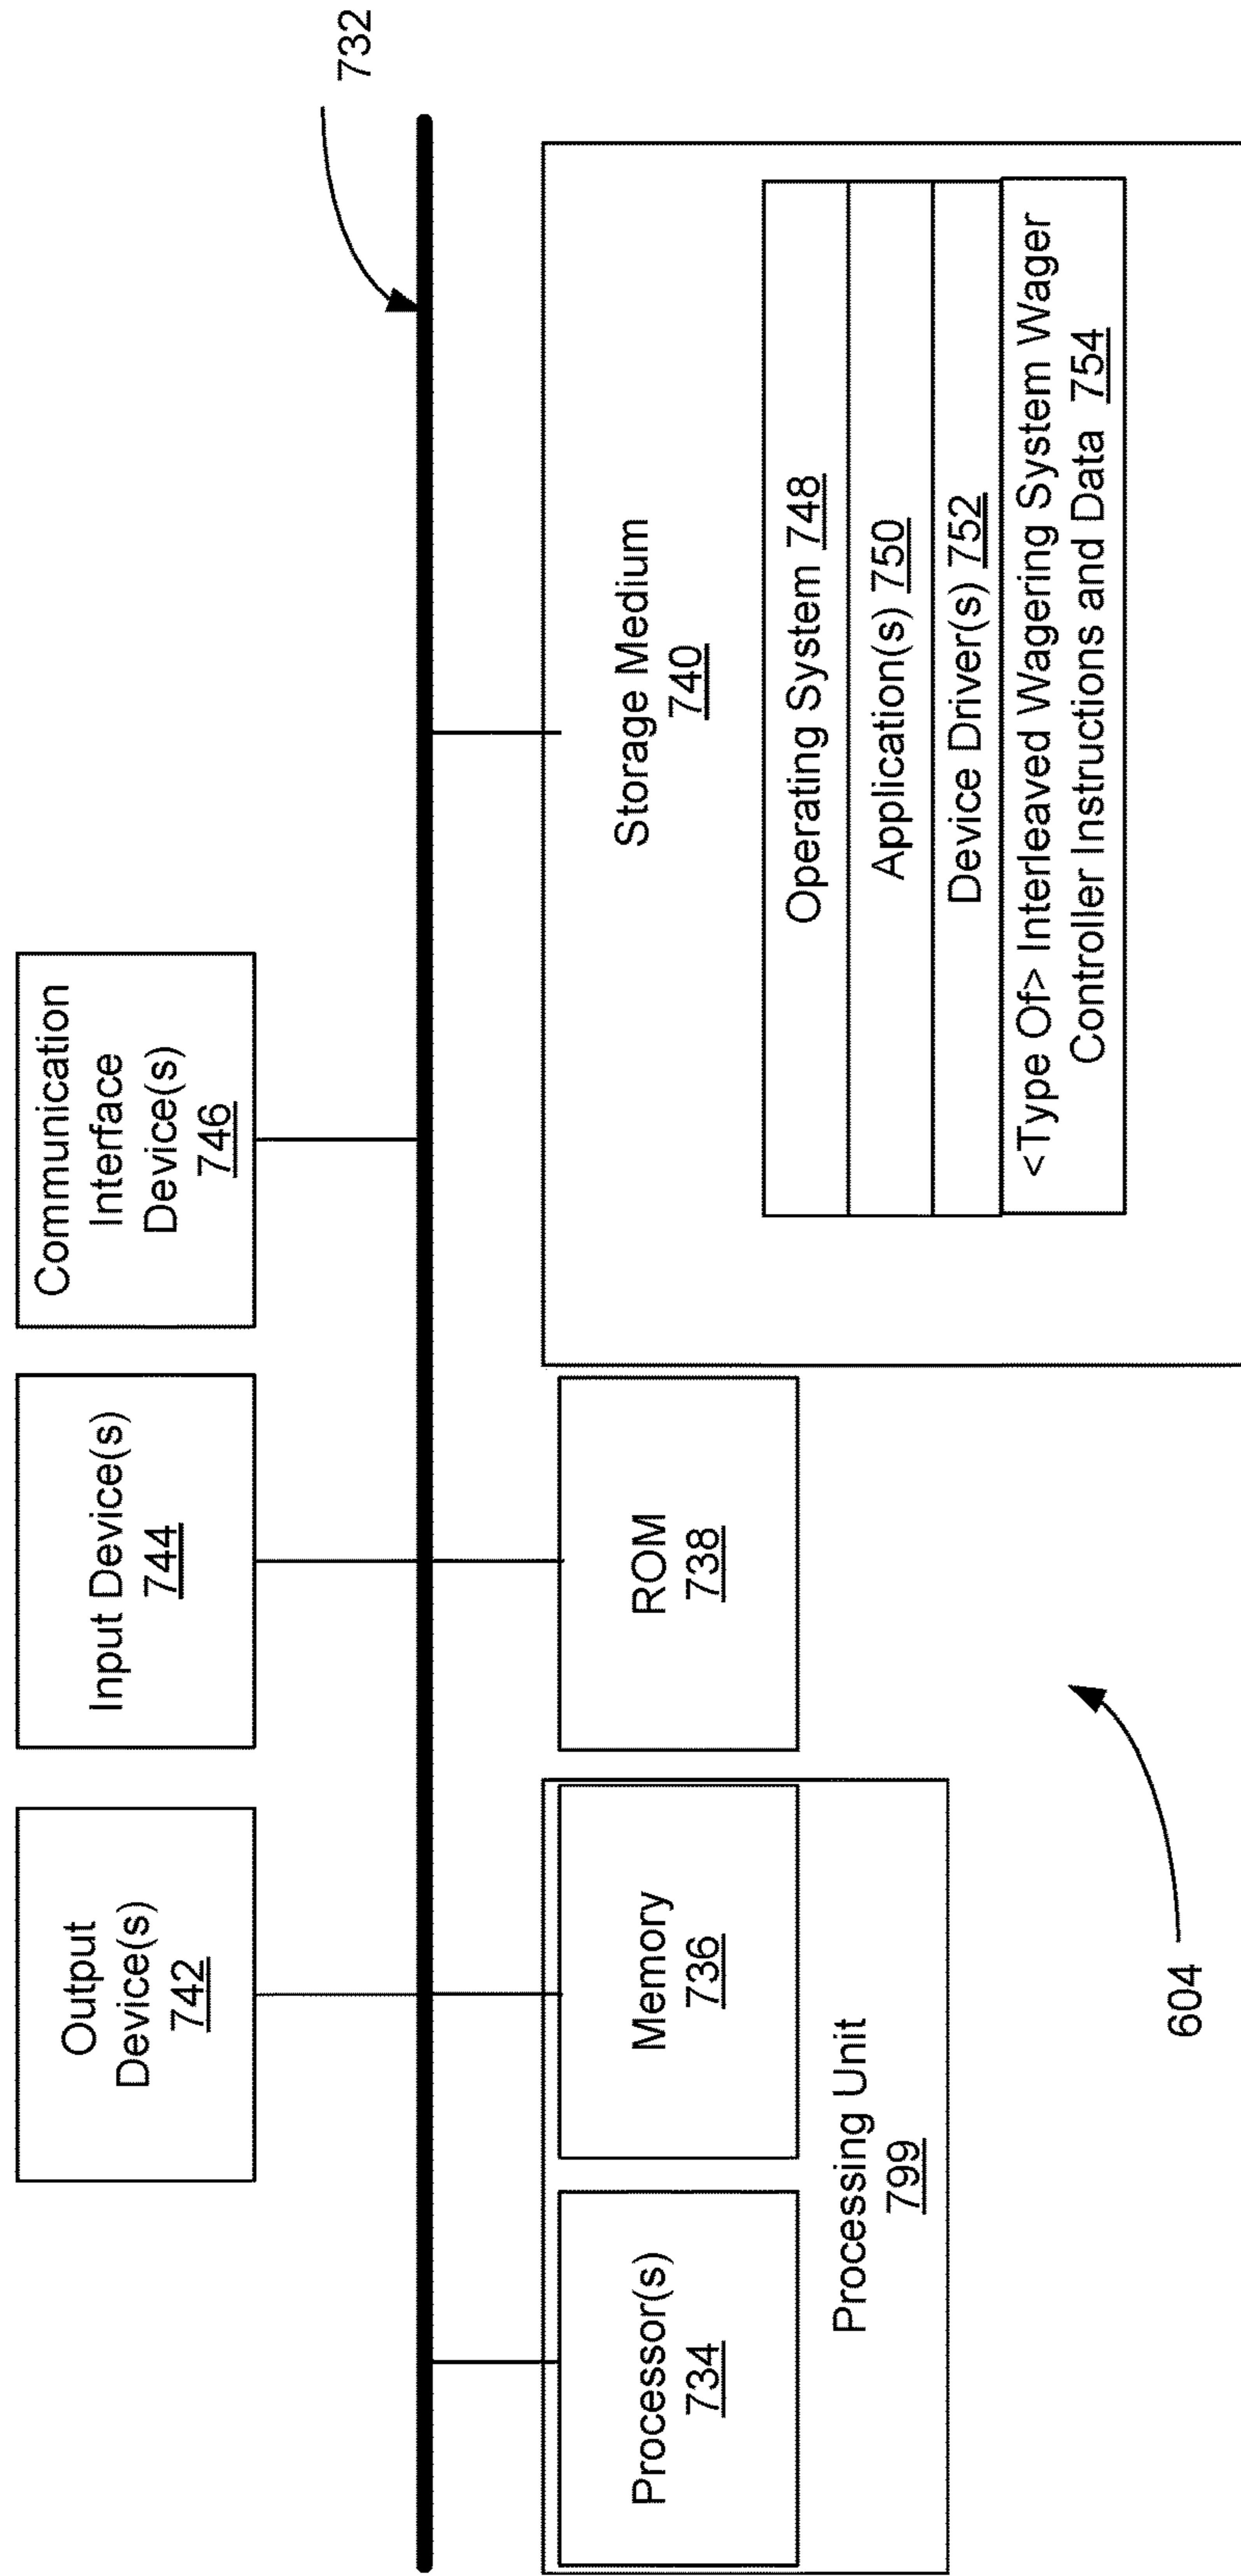 732
Output
Device(s)
742
Input Device(s)
744
Communication
Interface
Device(s)
746
Processor(s)
734
Memory
736
Processing Unit
799
ROM
738
Storage Medium
740
Operating System 748
Application(s) 750
Device Driver(s) 752
<Type Of> Interleaved Wagering System Wager
Controller Instructions and Data 754
604